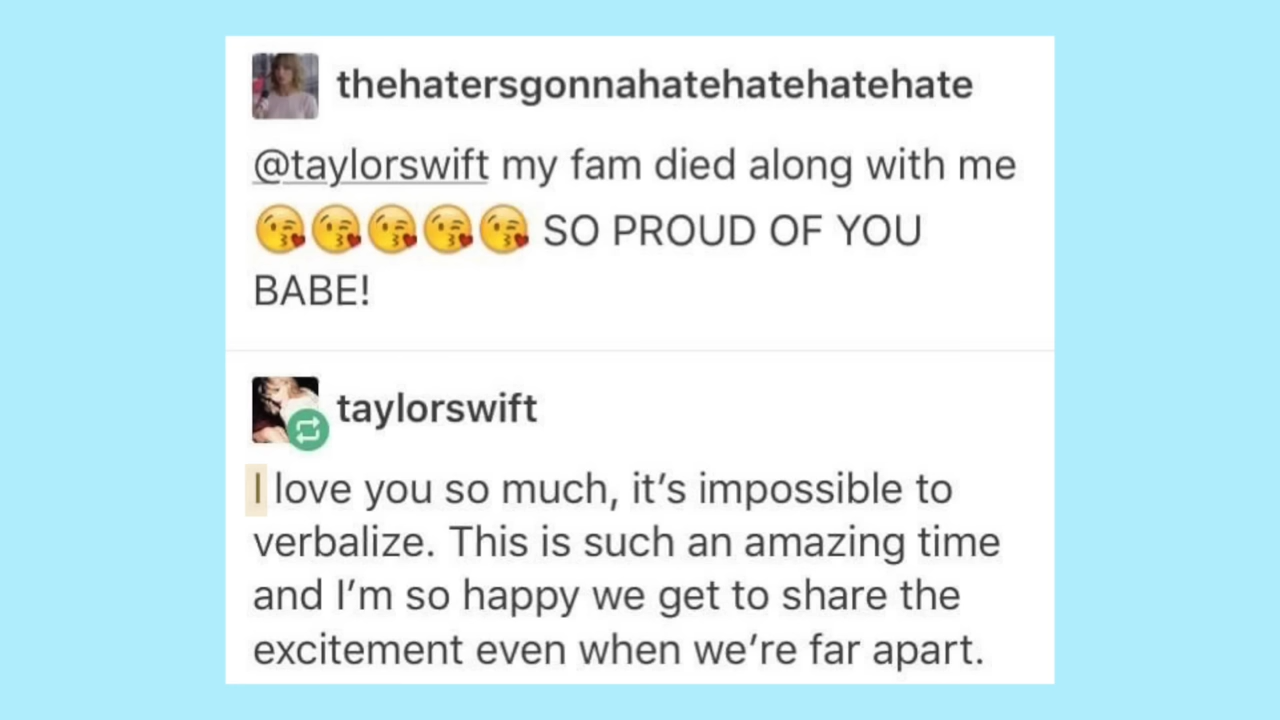 thehatersgonnahatehatehatehate
@taylorswift my fam died along with me
😘😘😘😘😘 SO PROUD OF YOU
BABE!
taylorswift
I love you so much, it’s impossible to
verbalize. This is such an amazing time
and I’m so happy we get to share the
excitement even when we’re far apart.